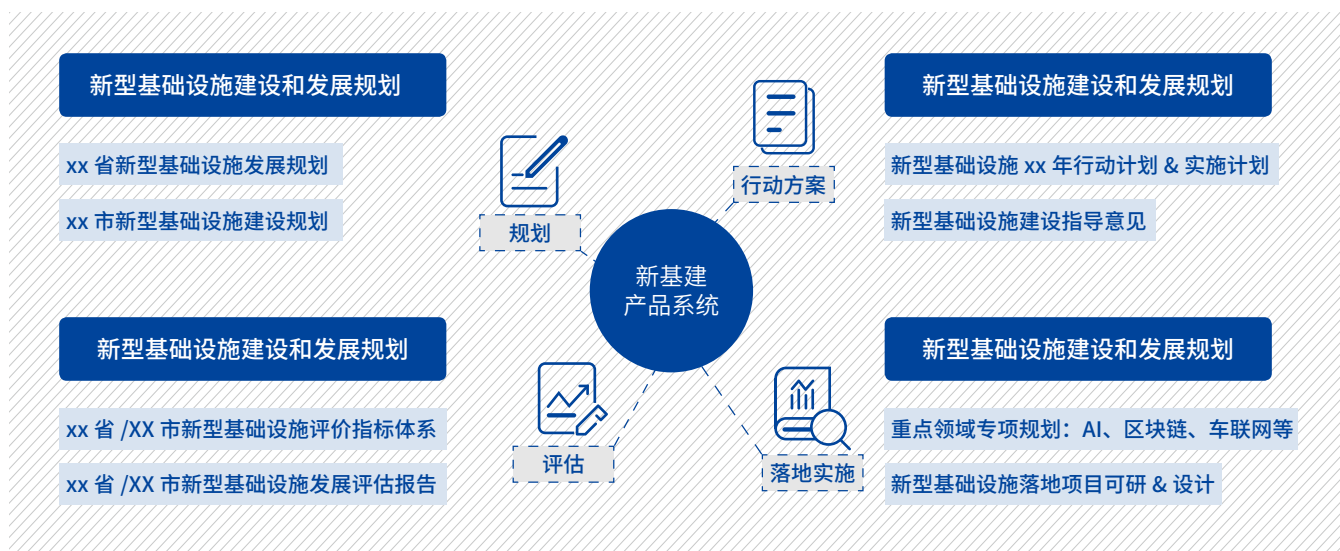 新型基础设施建设和发展规划
xx 省新型基础设施发展规划
xx 市新型基础设施建设规划
规划
行动方案
新型基础设施建设和发展规划
新型基础设施 xx 年行动计划 & 实施计划
新型基础设施建设指导意见
新基建
产品系统
新型基础设施建设和发展规划
xx 省 /XX 市新型基础设施评价指标体系
xx 省 /XX 市新型基础设施发展评估报告
评估
落地实施
新型基础设施建设和发展规划
重点领域专项规划：AI、区块链、车联网等
新型基础设施落地项目可研 & 设计